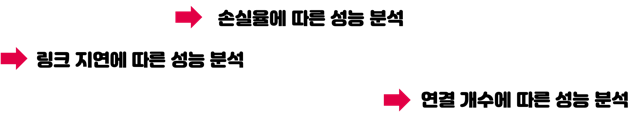 손실율에 따른 성능 분석
링크 지연에 따른 성능 분석
연결 개수에 따른 성능 분석